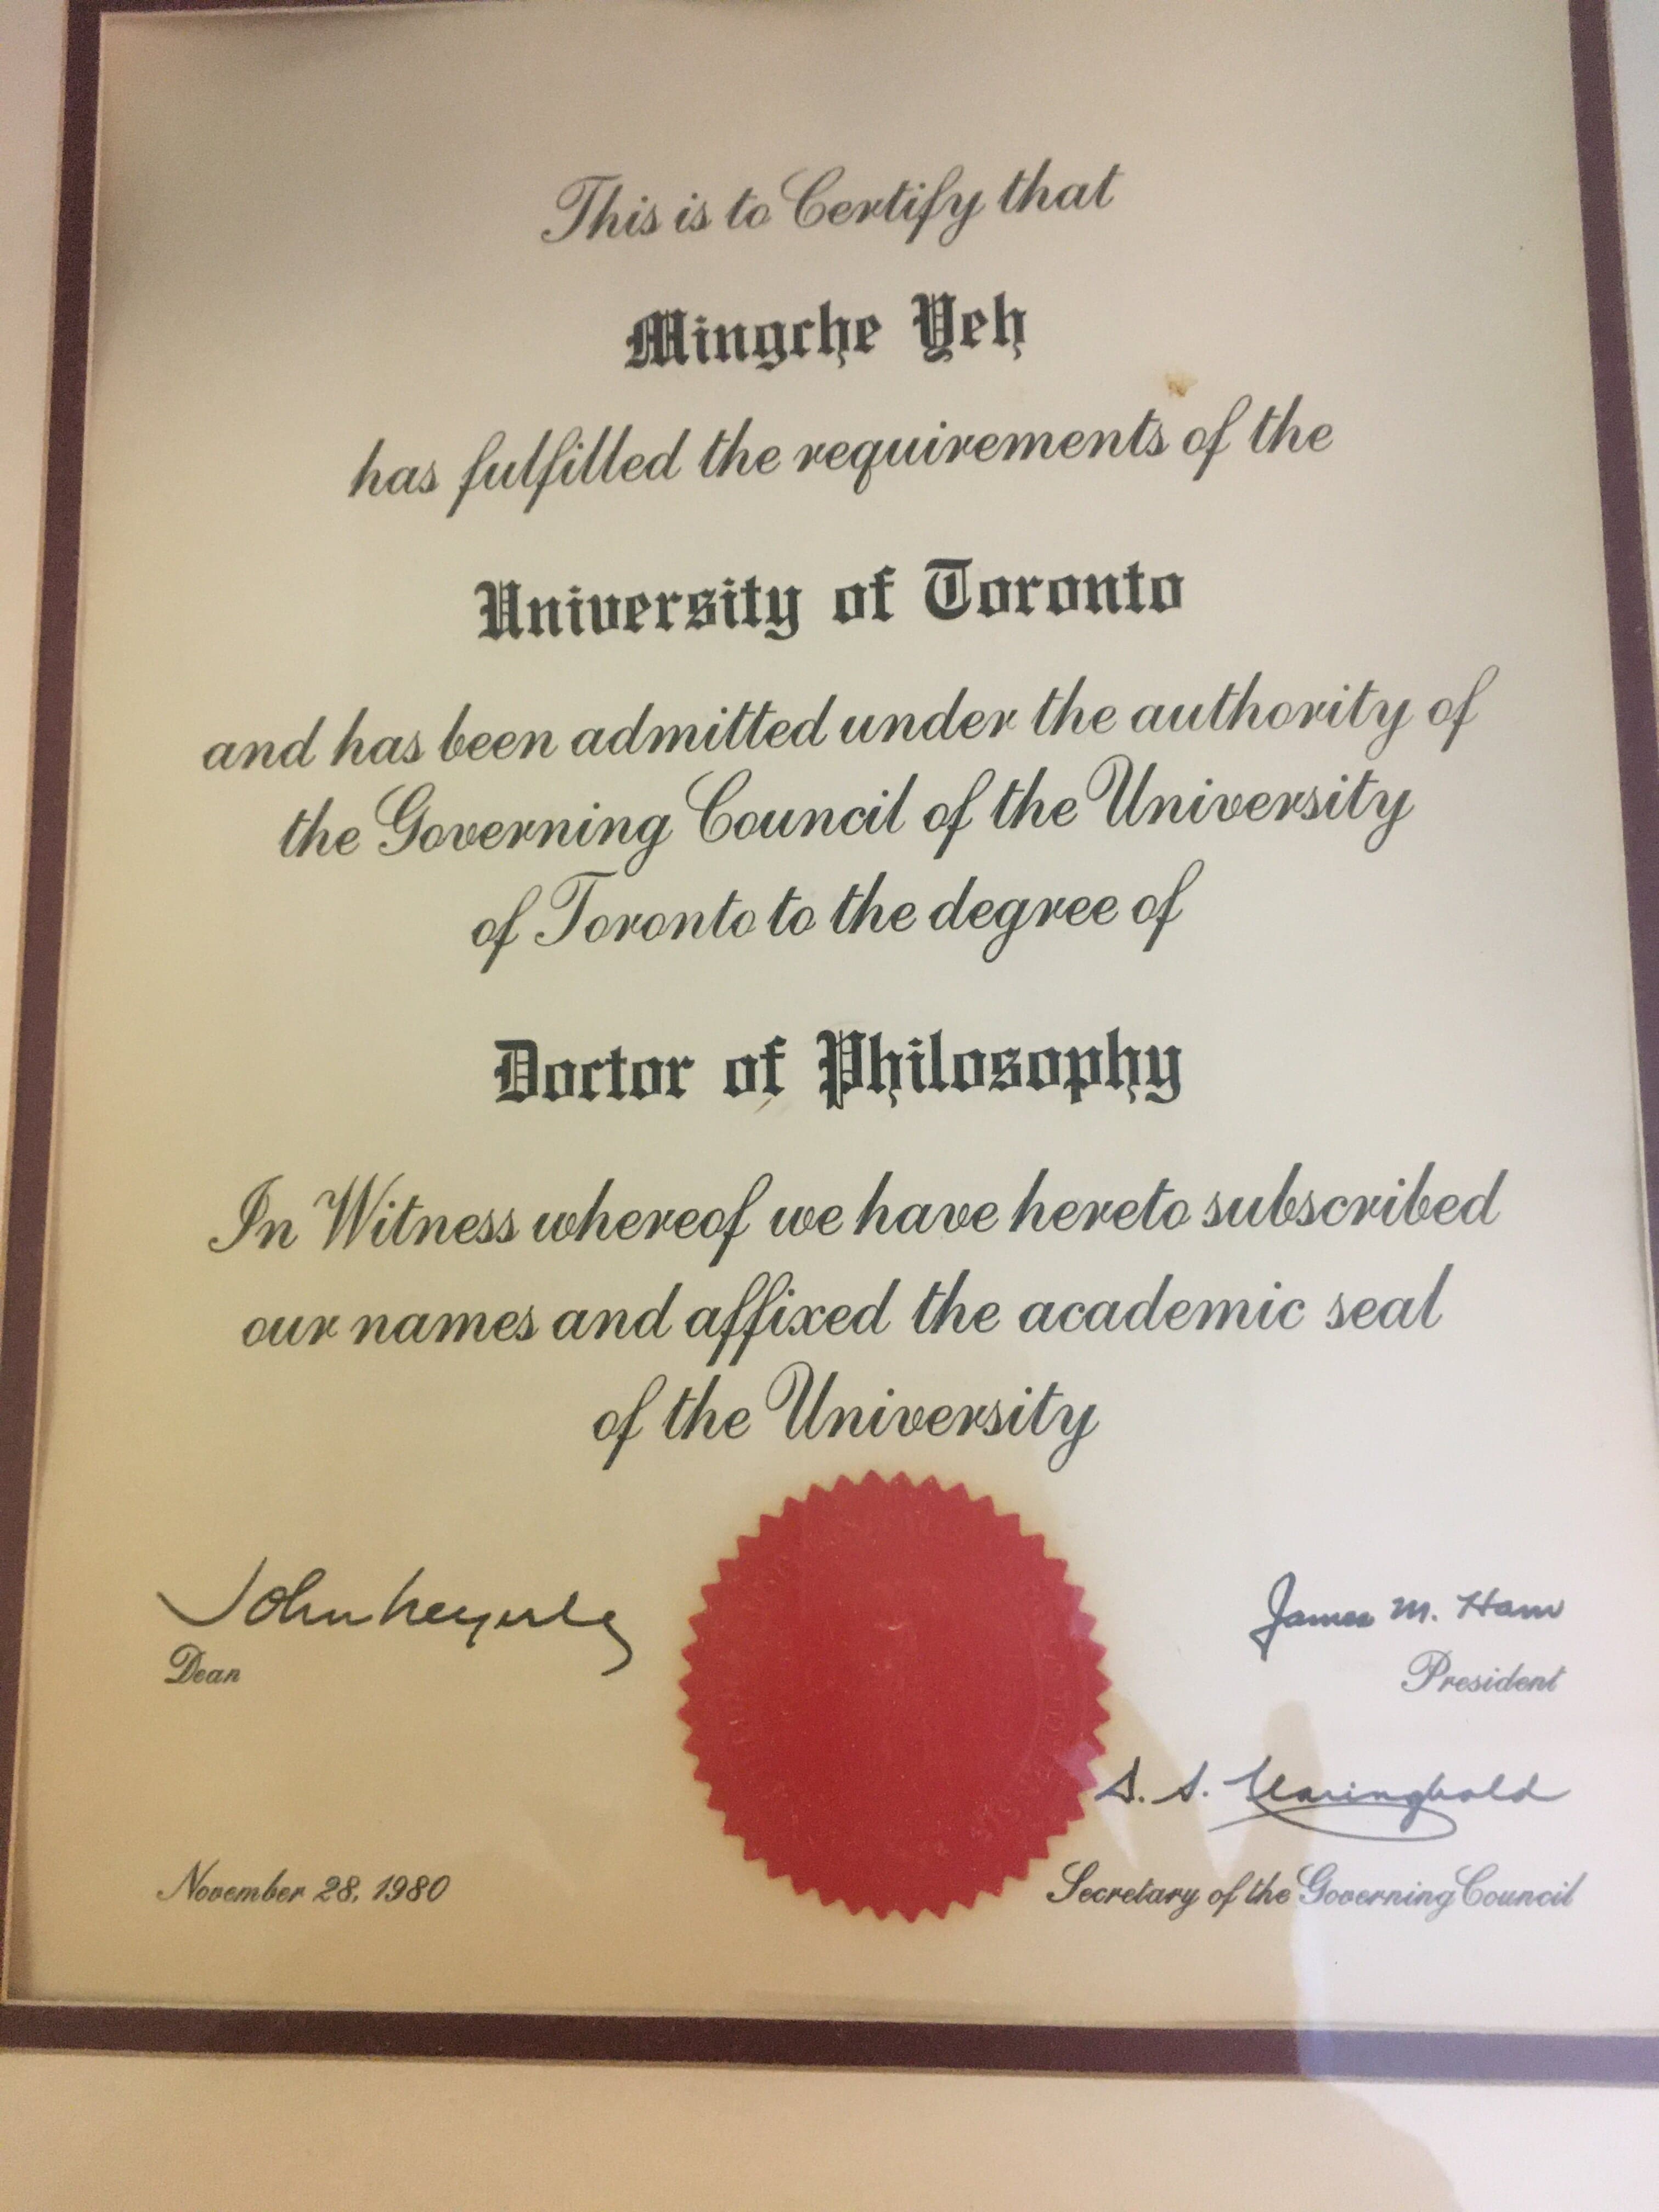 This is to Certify that
Mingche Yeh
has fulfilled the requirements of the
University of Toronto
and has been admitted under the authority of
the Governing Council of the University
of Toronto to the degree of
Doctor of Philosophy
In Witness whereof we have hereto subscribed
our names and affixed the academic seal
of the University
John
Dean
James M. Ham
President
S. S.
Secretary of the Governing Council
November 28, 1980